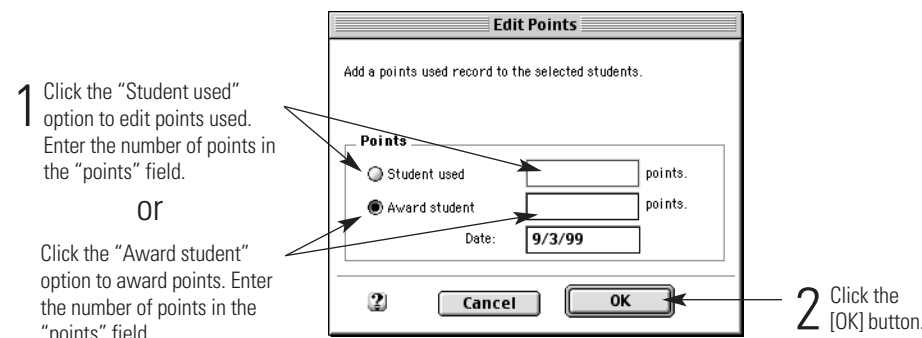 Edit Points
Add a points used record to the selected students.
Points
Student used
points.
Award student
points.
Date: 9/3/99
?
Cancel
OK
1 Click the “Student used”
option to edit points used.
Enter the number of points in
the “points” field.
or
Click the “Award student”
option to award points. Enter
the number of points in the
“points” field
2 Click the
[OK] button.